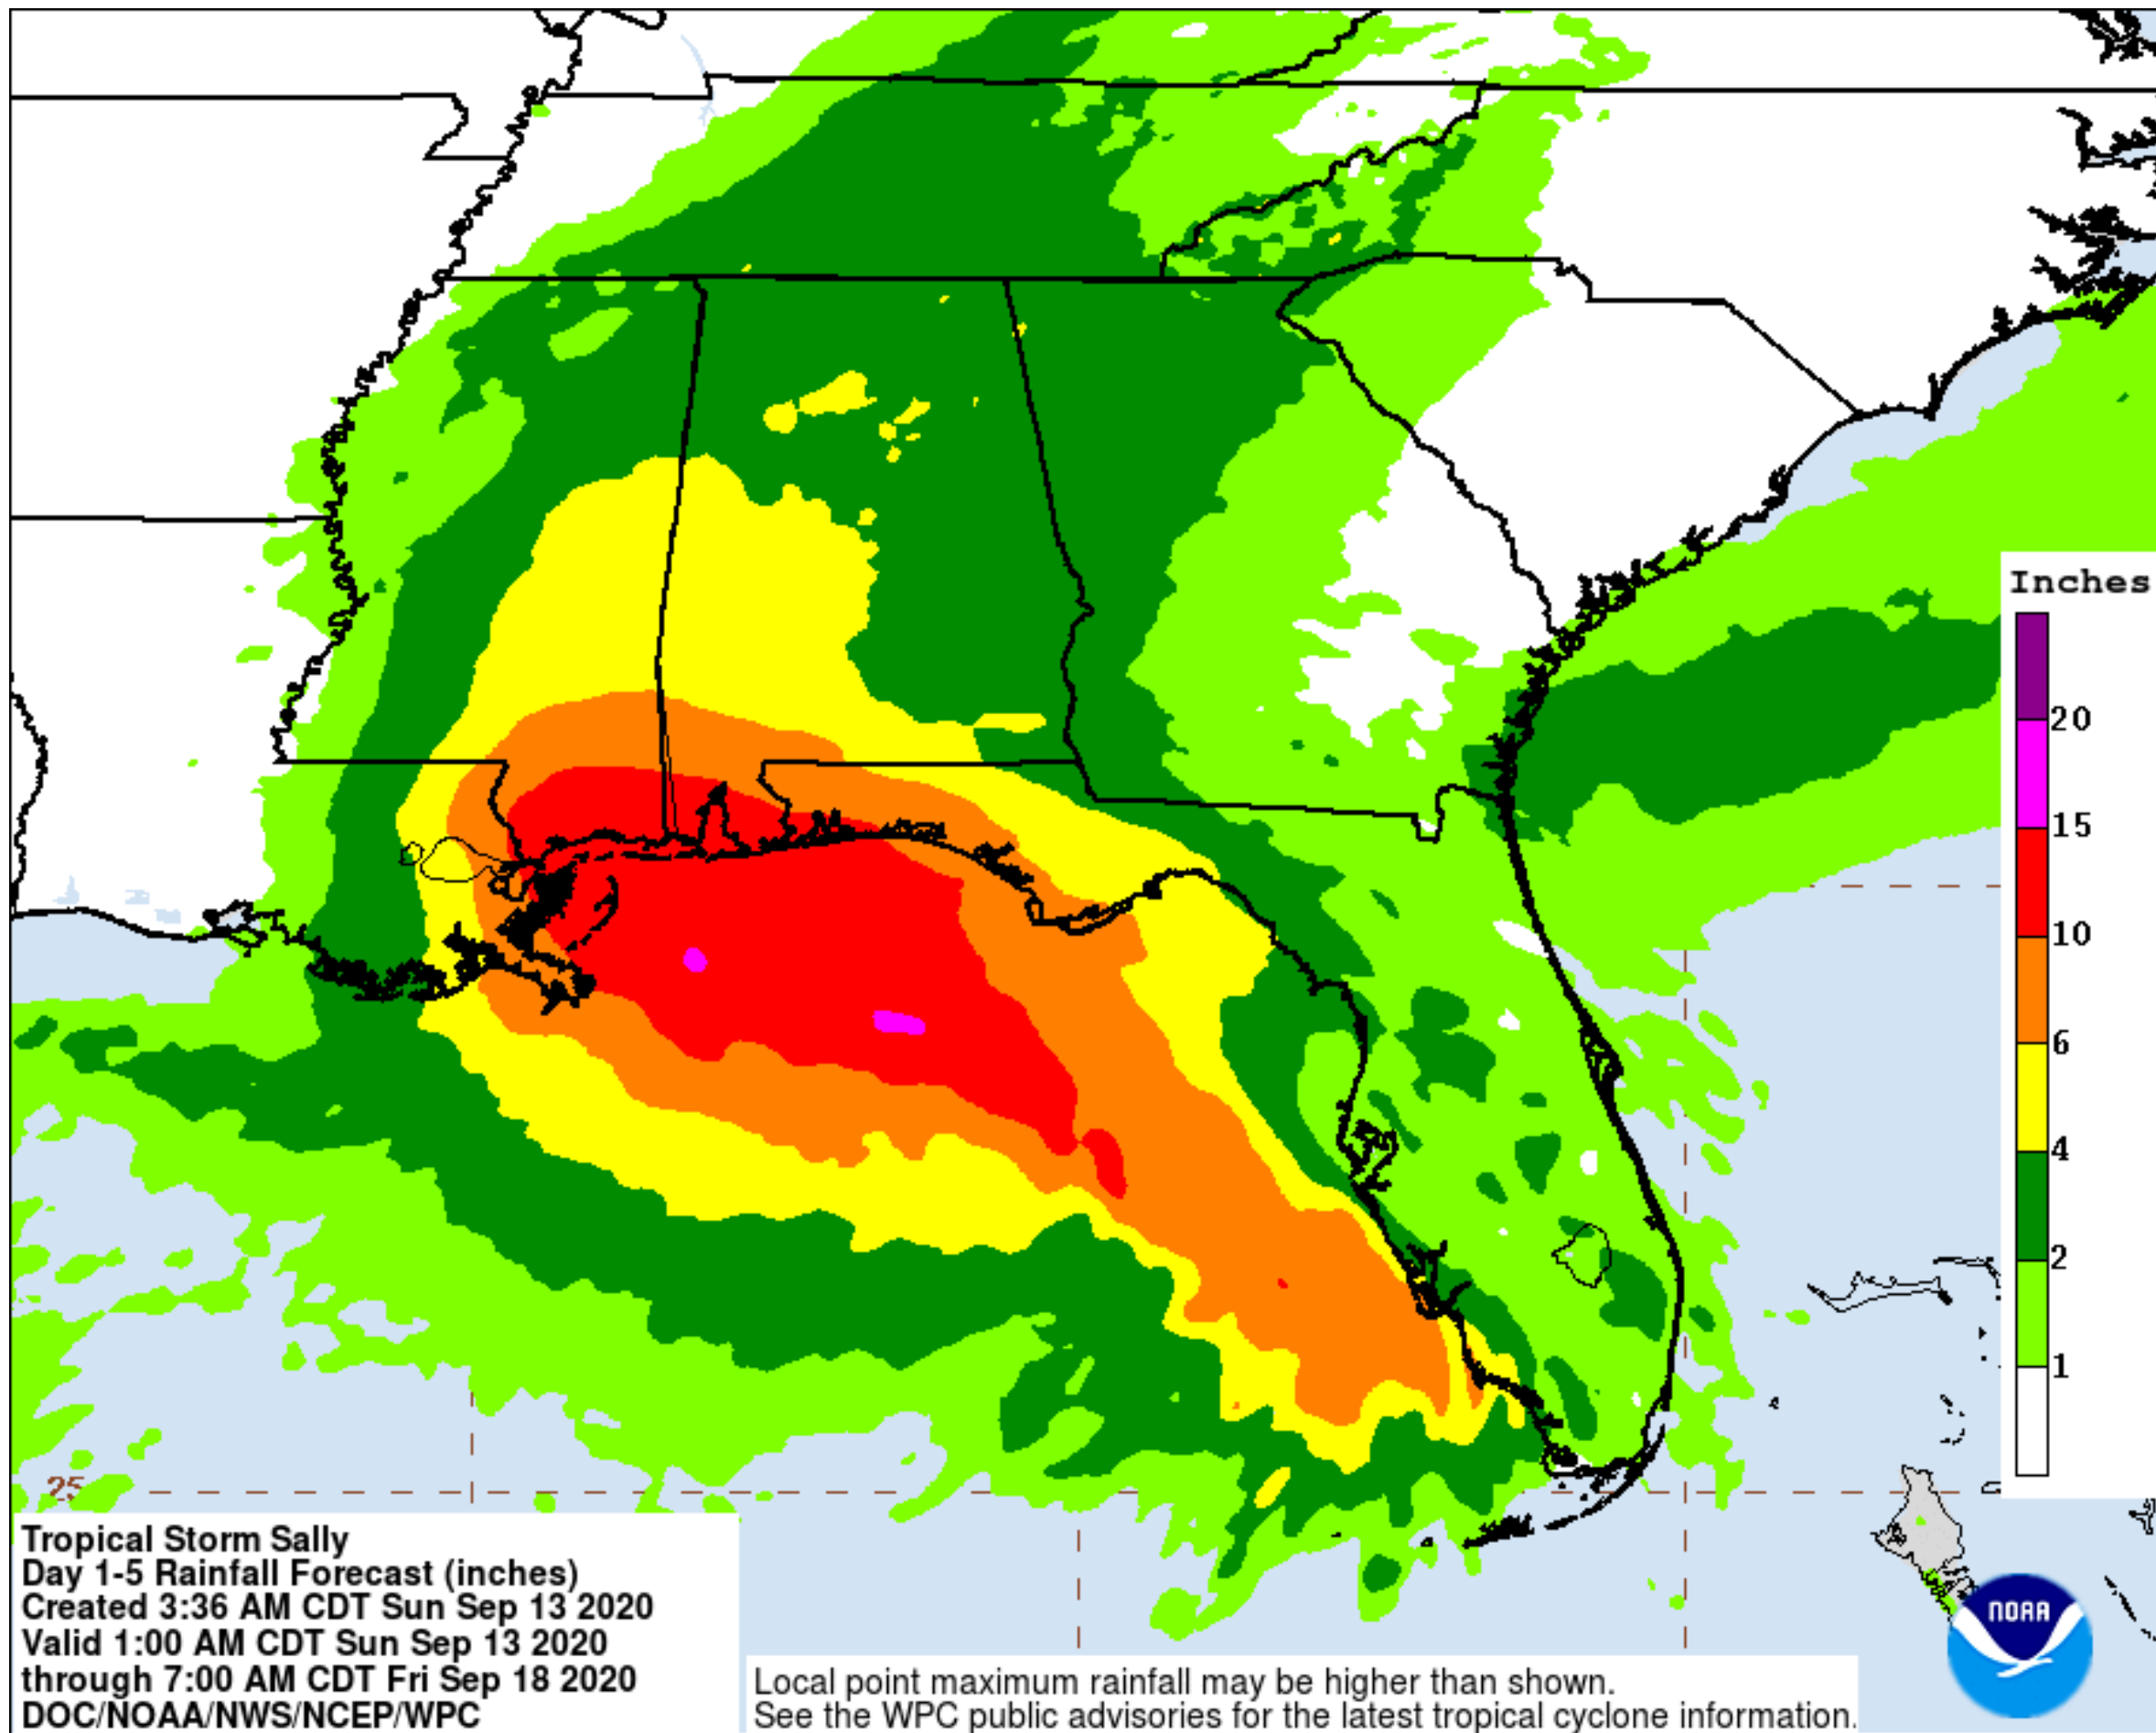 Inches
20
15
10
6
4
2
1
25
Tropical Storm Sally
Day 1-5 Rainfall Forecast (inches)
Created 3:36 AM CDT Sun Sep 13 2020
Valid 1:00 AM CDT Sun Sep 13 2020
through 7:00 AM CDT Fri Sep 18 2020
DOC/NOAA/NWS/NCEP/WPC
Local point maximum rainfall may be higher than shown.
See the WPC public advisories for the latest tropical cyclone information.
NOAA